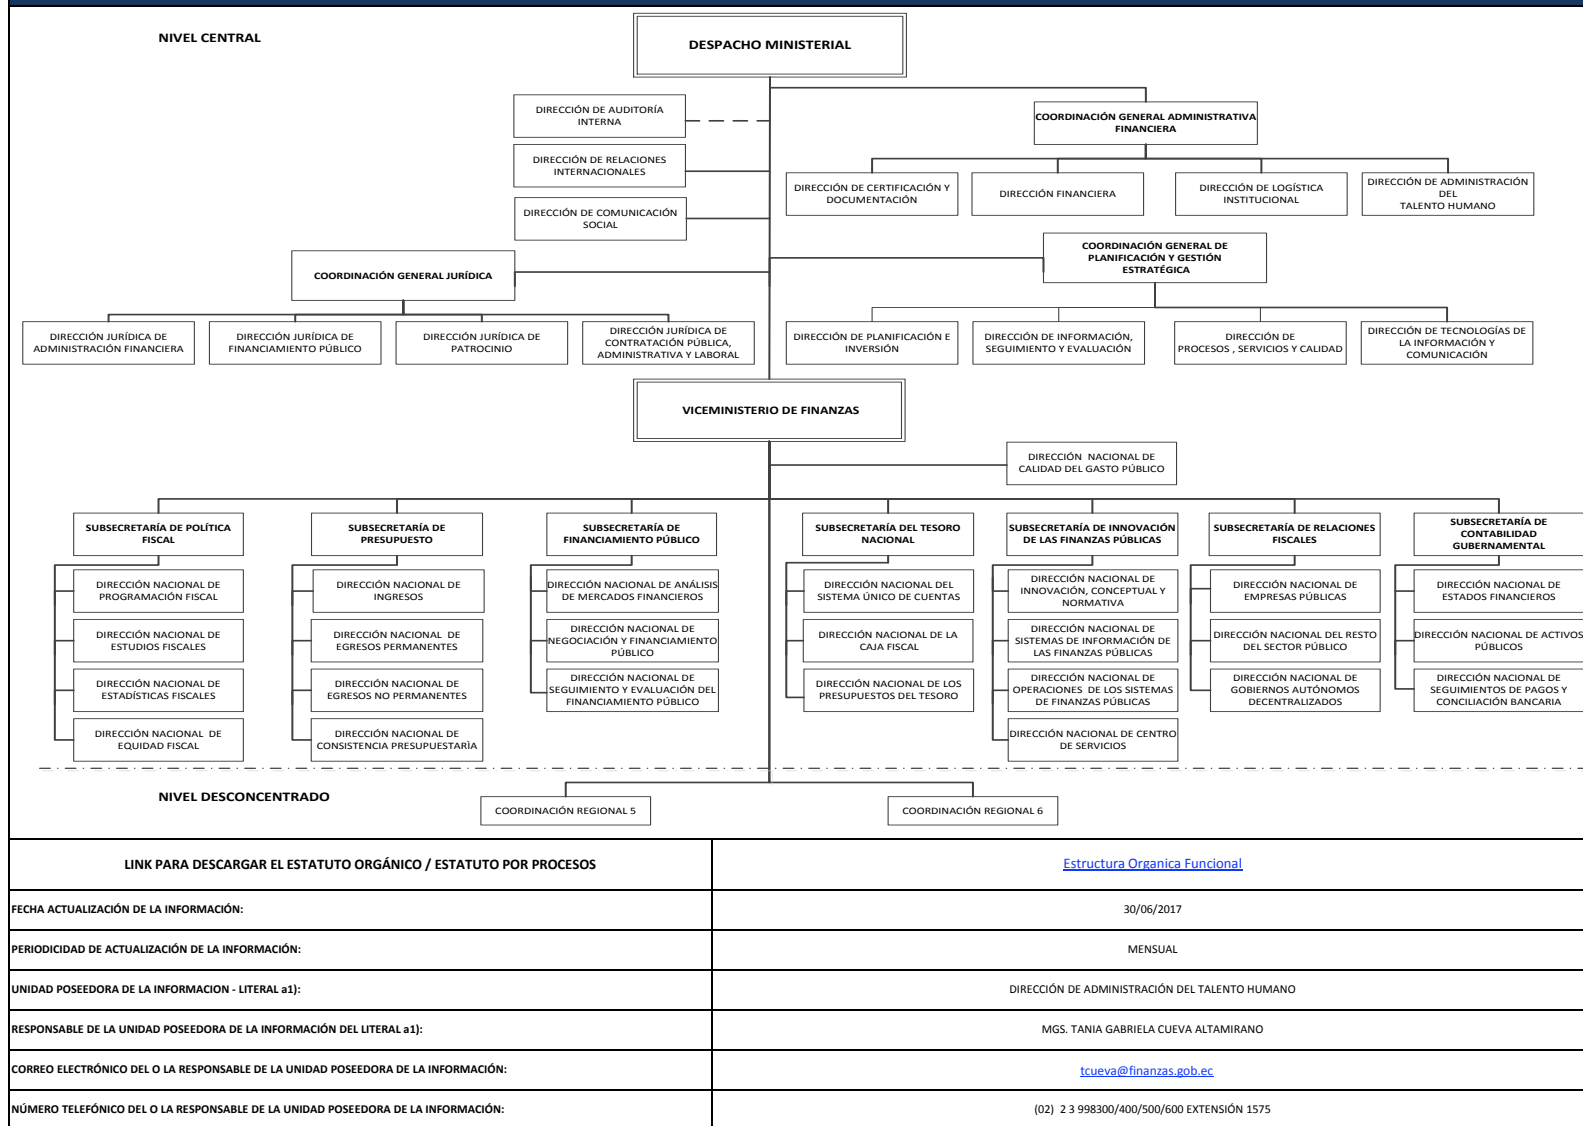 NIVEL CENTRAL
DESPACHO MINISTERIAL
DIRECCIÓN DE AUDITORÍA
INTERNA
COORDINACIÓN GENERAL ADMINISTRATIVA
FINANCIERA
DIRECCIÓN DE RELACIONES
INTERNACIONALES
DIRECCIÓN DE CERTIFICACIÓN Y
DOCUMENTACIÓN
DIRECCIÓN FINANCIERA
DIRECCIÓN DE LOGÍSTICA
INSTITUCIONAL
DIRECCIÓN DE ADMINISTRACIÓN
DEL
TALENTO HUMANO
DIRECCIÓN DE COMUNICACIÓN
SOCIAL
COORDINACIÓN GENERAL JURÍDICA
COORDINACIÓN GENERAL DE
PLANIFICACIÓN Y GESTIÓN
ESTRATÉGICA
DIRECCIÓN JURÍDICA DE
ADMINISTRACIÓN FINANCIERA
DIRECCIÓN JURÍDICA DE
FINANCIAMIENTO PÚBLICO
DIRECCIÓN JURÍDICA DE
PATROCINIO
DIRECCIÓN JURÍDICA DE
CONTRATACIÓN PÚBLICA,
ADMINISTRATIVA Y LABORAL
DIRECCIÓN DE PLANIFICACIÓN E
INVERSIÓN
DIRECCIÓN DE INFORMACIÓN,
SEGUIMIENTO Y EVALUACIÓN
DIRECCIÓN DE
PROCESOS , SERVICIOS Y CALIDAD
DIRECCIÓN DE TECNOLOGÍAS DE
LA INFORMACIÓN Y
COMUNICACIÓN
VICEMINISTERIO DE FINANZAS
DIRECCIÓN NACIONAL DE
CALIDAD DEL GASTO PÚBLICO
SUBSECRETARÍA DE POLÍTICA
FISCAL
SUBSECRETARÍA DE
PRESUPUESTO
SUBSECRETARÍA DE
FINANCIAMIENTO PÚBLICO
SUBSECRETARÍA DEL TESORO
NACIONAL
SUBSECRETARÍA DE INNOVACIÓN
DE LAS FINANZAS PÚBLICAS
SUBSECRETARÍA DE RELACIONES
FISCALES
SUBSECRETARÍA DE
CONTABILIDAD
GUBERNAMENTAL
DIRECCIÓN NACIONAL DE
PROGRAMACIÓN FISCAL
DIRECCIÓN NACIONAL DE
INGRESOS
DIRECCIÓN NACIONAL DE ANÁLISIS
DE MERCADOS FINANCIEROS
DIRECCIÓN NACIONAL DEL
SISTEMA ÚNICO DE CUENTAS
DIRECCIÓN NACIONAL DE
INNOVACIÓN, CONCEPTUAL Y
NORMATIVA
DIRECCIÓN NACIONAL DE
EMPRESAS PÚBLICAS
DIRECCIÓN NACIONAL DE
ESTADOS FINANCIEROS
DIRECCIÓN NACIONAL DE
ESTUDIOS FISCALES
DIRECCIÓN NACIONAL DE
EGRESOS PERMANENTES
DIRECCIÓN NACIONAL DE
NEGOCIACIÓN Y FINANCIAMIENTO
PÚBLICO
DIRECCIÓN NACIONAL DE LA
CAJA FISCAL
DIRECCIÓN NACIONAL DE
SISTEMAS DE INFORMACIÓN DE
LAS FINANZAS PÚBLICAS
DIRECCIÓN NACIONAL DEL RESTO
DEL SECTOR PÚBLICO
DIRECCIÓN NACIONAL DE ACTIVOS
PÚBLICOS
DIRECCIÓN NACIONAL DE
ESTADÍSTICAS FISCALES
DIRECCIÓN NACIONAL DE
EGRESOS NO PERMANENTES
DIRECCIÓN NACIONAL DE
SEGUIMIENTO Y EVALUACIÓN DEL
FINANCIAMIENTO PÚBLICO
DIRECCIÓN NACIONAL DE LOS
PRESUPUESTOS DEL TESORO
DIRECCIÓN NACIONAL DE
OPERACIONES DE LOS SISTEMAS
DE FINANZAS PÚBLICAS
DIRECCIÓN NACIONAL DE
GOBIERNOS AUTÓNOMOS
DECENTRALIZADOS
DIRECCIÓN NACIONAL DE
SEGUIMIENTOS DE PAGOS Y
CONCILIACIÓN BANCARIA
DIRECCIÓN NACIONAL DE
EQUIDAD FISCAL
DIRECCIÓN NACIONAL DE
CONSISTENCIA PRESUPUESTARÌA
DIRECCIÓN NACIONAL DE CENTRO
DE SERVICIOS
NIVEL DESCONCENTRADO
COORDINACIÓN REGIONAL 5
COORDINACIÓN REGIONAL 6
LINK PARA DESCARGAR EL ESTATUTO ORGÁNICO / ESTATUTO POR PROCESOS
Estructura Organica Funcional
FECHA ACTUALIZACIÓN DE LA INFORMACIÓN:
30/06/2017
PERIODICIDAD DE ACTUALIZACIÓN DE LA INFORMACIÓN:
MENSUAL
UNIDAD POSEEDORA DE LA INFORMACION - LITERAL a1):
DIRECCIÓN DE ADMINISTRACIÓN DEL TALENTO HUMANO
RESPONSABLE DE LA UNIDAD POSEEDORA DE LA INFORMACIÓN DEL LITERAL a1):
MGS. TANIA GABRIELA CUEVA ALTAMIRANO
CORREO ELECTRÓNICO DEL O LA RESPONSABLE DE LA UNIDAD POSEEDORA DE LA INFORMACIÓN:
tcueva@finanzas.gob.ec
NÚMERO TELEFÓNICO DEL O LA RESPONSABLE DE LA UNIDAD POSEEDORA DE LA INFORMACIÓN:
(02) 2 3 998300/400/500/600 EXTENSIÓN 1575